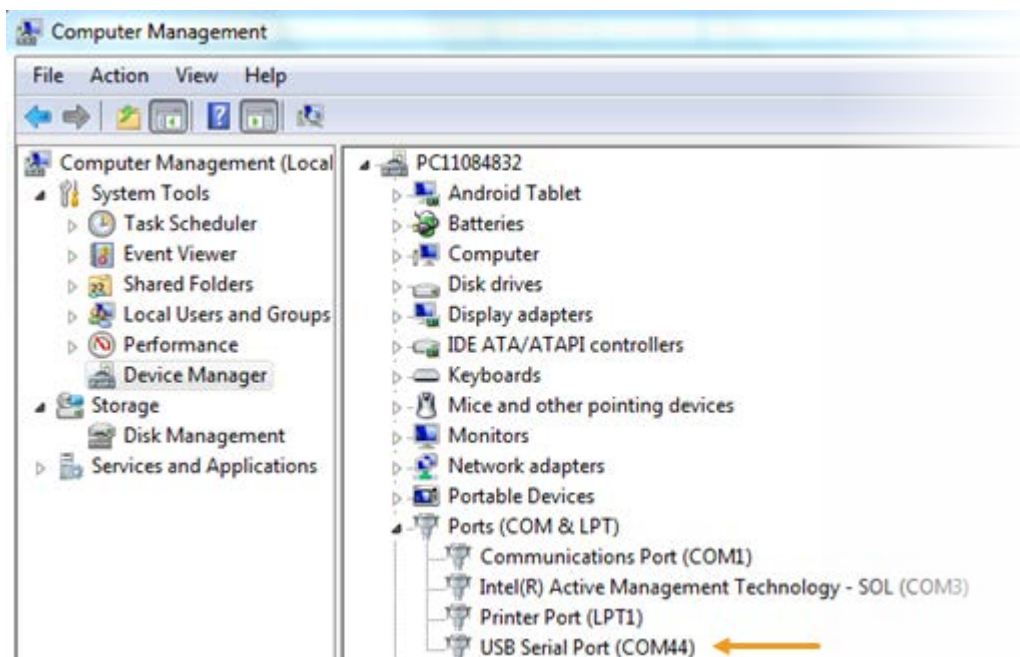 Computer Management
File Action View Help
Computer Management (Local
System Tools
Task Scheduler
Event Viewer
Shared Folders
Local Users and Groups
Performance
Device Manager
Storage
Disk Management
Services and Applications
PC11084832
Android Tablet
Batteries
Computer
Disk drives
Display adapters
IDE ATA/ATAPI controllers
Keyboards
Mice and other pointing devices
Monitors
Network adapters
Portable Devices
Ports (COM & LPT)
Communications Port (COM1)
Intel(R) Active Management Technology - SOL (COM3)
Printer Port (LPT1)
USB Serial Port (COM44)